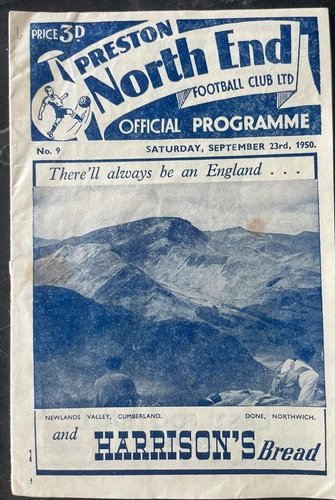 PRICE 3D
PRESTON
North End
FOOTBALL CLUB LTD
OFFICIAL PROGRAMME
No. 9 SATURDAY, SEPTEMBER 23rd, 1950.
There'll always be an England . . .
NEWLANDS VALLEY, CUMBERLAND. DONE, NORTHWICH.
and HARRISON'S Bread